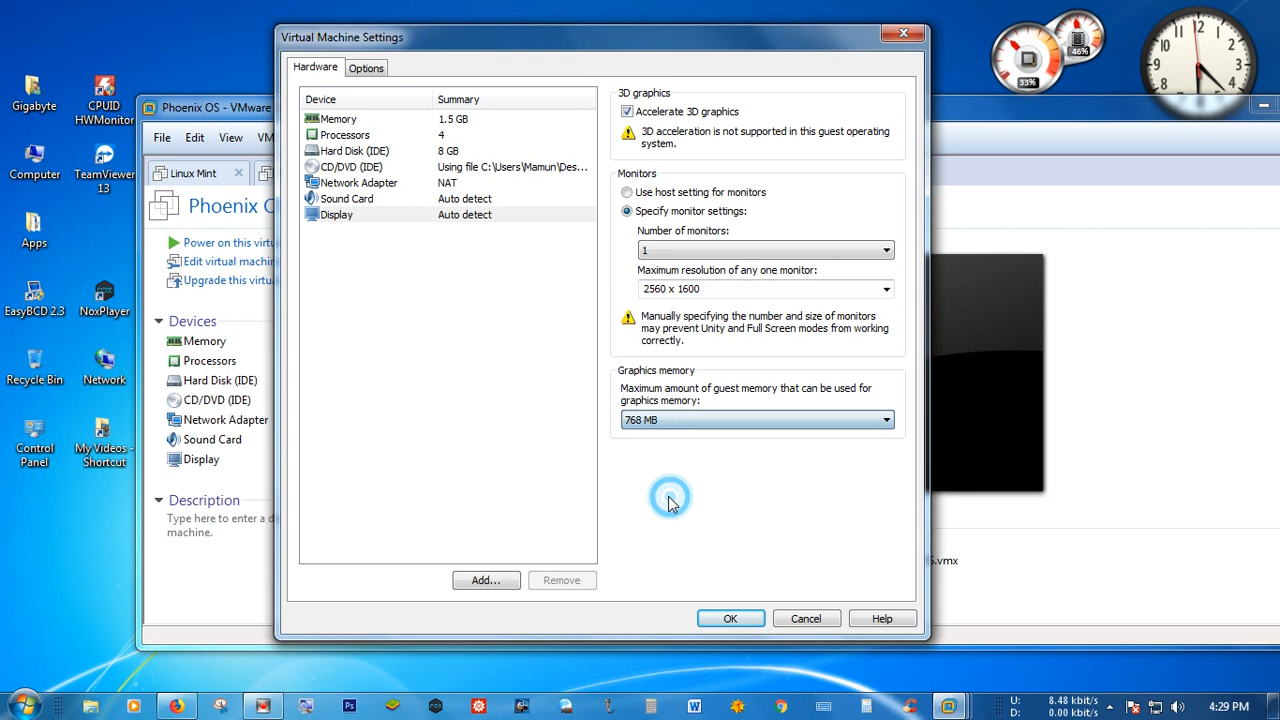 Virtual Machine Settings
Hardware
Options
Device
Summary
Memory
1.5 GB
Processors
4
Hard Disk (IDE)
8 GB
CD/DVD (IDE)
Using file C:\Users\Mamun\Des...
Network Adapter
NAT
Sound Card
Auto detect
Display
Auto detect
Add...
Remove
3D graphics
Accelerate 3D graphics
3D acceleration is not supported in this guest operating
system.
Monitors
Use host setting for monitors
Specify monitor settings:
Number of monitors:
1
Maximum resolution of any one monitor:
2560 x 1600
Manually specifying the number and size of monitors
may prevent Unity and Full Screen modes from working
correctly.
Graphics memory
Maximum amount of guest memory that can be used for
graphics memory:
768 MB
OK
Cancel
Help
Phoenix OS - VMware
File
Edit
View
VM
Linux Mint
Phoenix O
Power on this virtu
Edit virtual machin
Upgrade this virtua
Devices
Memory
Processors
Hard Disk (IDE)
CD/DVD (IDE)
Network Adapter
Sound Card
Display
Description
Type here to enter a d
machine.
.vmx
Gigabyte
CPUID
HWMonitor
Computer
TeamViewer
13
Apps
EasyBCD 2.3
NoxPlayer
Recycle Bin
Network
Control
Panel
My Videos -
Shortcut
33%
46%
U:
8.48 kbit/s
D:
0.00 kbit/s
4:29 PM